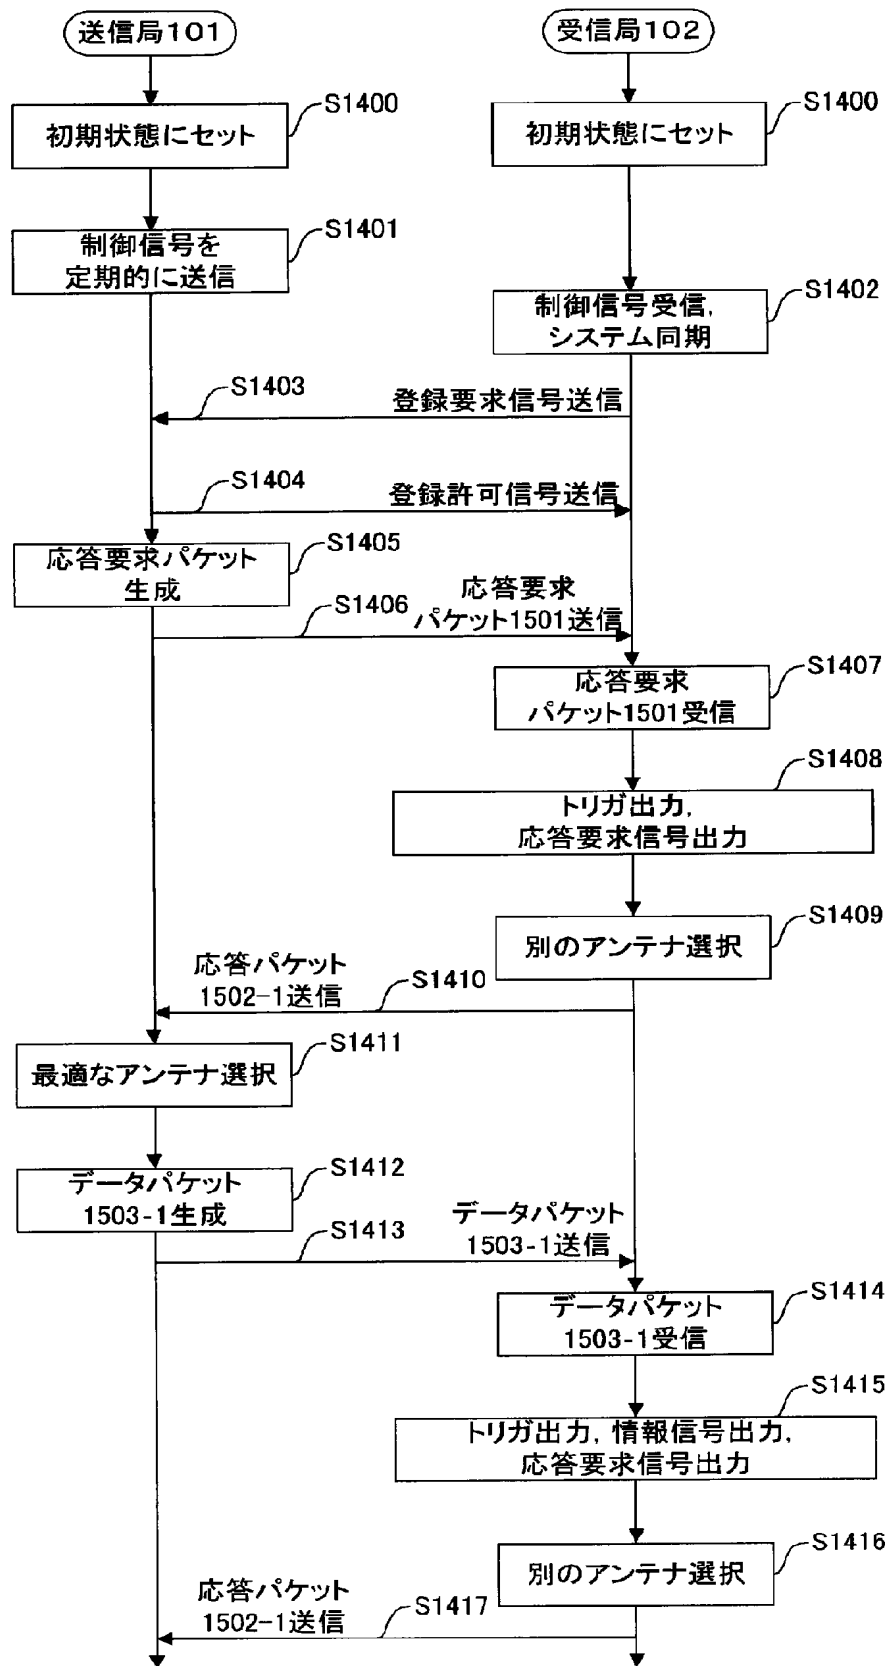 送信局101
受信局102
S1400
初期状態にセット
S1400
初期状態にセット
S1401
制御信号を
定期的に送信
S1402
制御信号受信,
システム同期
S1403
登録要求信号送信
S1404
登録許可信号送信
S1405
応答要求パケット
生成
S1406
応答要求
パケット1501送信
S1407
応答要求
パケット1501受信
S1408
トリガ出力,
応答要求信号出力
S1409
別のアンテナ選択
応答パケット
1502-1送信
S1410
S1411
最適なアンテナ選択
S1412
データパケット
1503-1生成
S1413
データパケット
1503-1送信
S1414
データパケット
1503-1受信
S1415
トリガ出力, 情報信号出力,
応答要求信号出力
S1416
別のアンテナ選択
応答パケット
1502-1送信
S1417